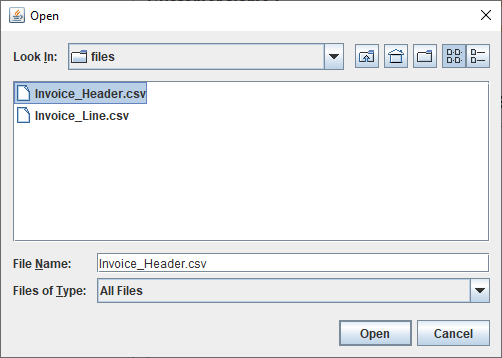 Open
Look In: files
Invoice_Header.csv
Invoice_Line.csv
File Name: Invoice_Header.csv
Files of Type: All Files
Open Cancel